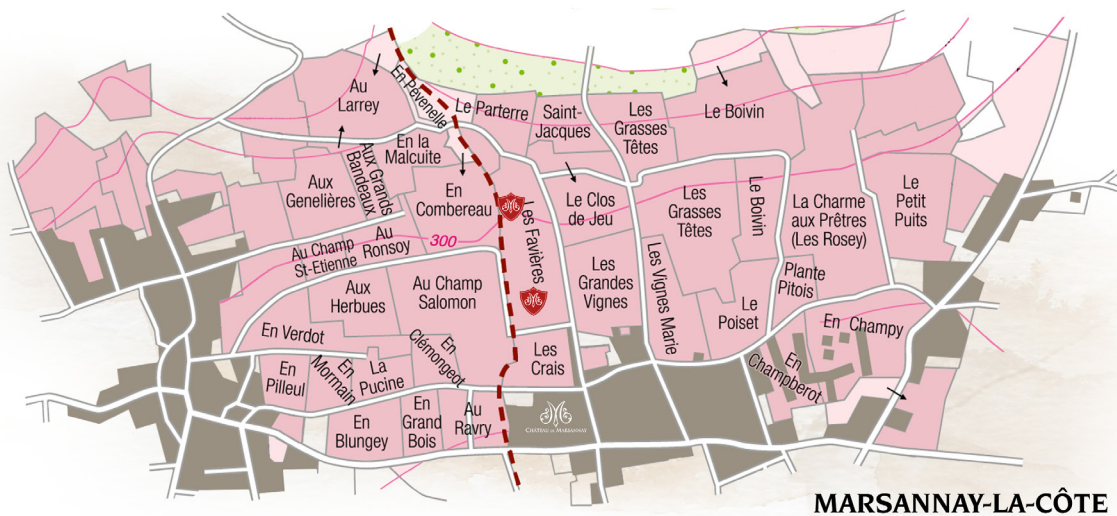 Au
Larrey
En Pévenelle
Le Parterre
Saint-
Jacques
Les
Grasses
Têtes
Le Boivin
En la
Malcuite
Aux Grands
Bandeaux
Aux
Genelières
En
Combereau
Les Favières
Le Clos
de Jeu
Les
Grasses
Têtes
Le Boivin
La Charme
aux Prêtres
(Les Rosey)
Le
Petit
Puits
Au Champ
St-Etienne
Au
Ronsoy
300
Aux
Herbues
Au Champ
Salomon
Les
Grandes
Vignes
Les Vignes Marie
Le
Poiset
Plante
Pitois
En Champy
En Verdot
En
Pilleul
En
Mormain
La
Pucine
En
Clémongeot
Les
Crais
En
Champberot
En
Blungey
En
Grand
Bois
Au
Ravry
CHÂTEAU DE MARSANNAY
MARSANNAY-LA-CÔTE